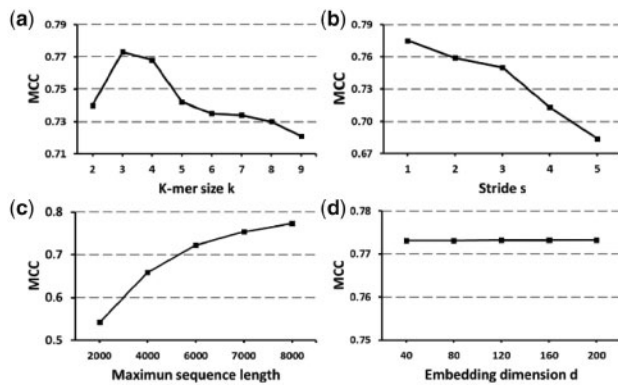 (a)
0.79
0.77
0.75
0.73
0.71
MCC
2 3 4 5 6 7 8 9
K-mer size k
(b)
0.79
0.76
0.73
0.70
0.67
MCC
1 2 3 4 5
Stride s
(c)
0.8
0.7
0.6
0.5
MCC
2000 4000 6000 7000 8000
Maximun sequence length
(d)
0.78
0.77
0.76
0.75
MCC
40 80 120 160 200
Embedding dimension d